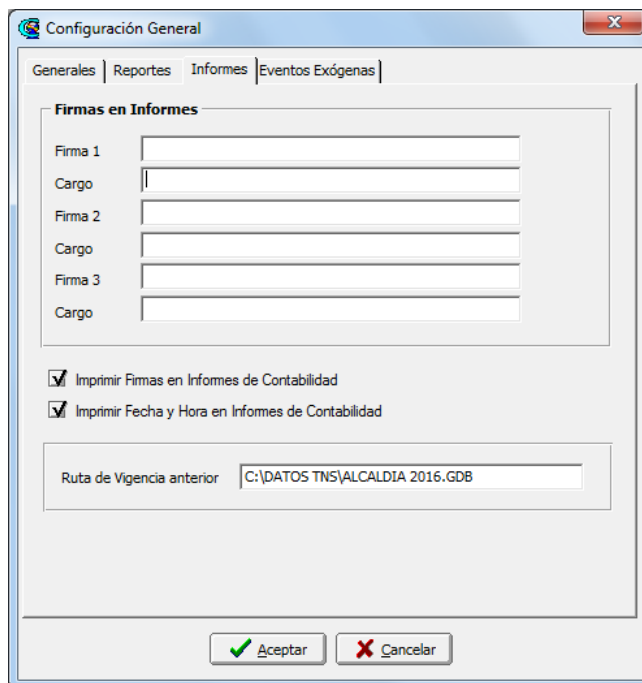 Configuración General
Generales Reportes Informes Eventos Exógenas
Firmas en Informes
Firma 1
Cargo
Firma 2
Cargo
Firma 3
Cargo
Imprimir Firmas en Informes de Contabilidad
Imprimir Fecha y Hora en Informes de Contabilidad
Ruta de Vigencia anterior C:\DATOS TNS\ALCALDIA 2016.GDB
Aceptar Cancelar